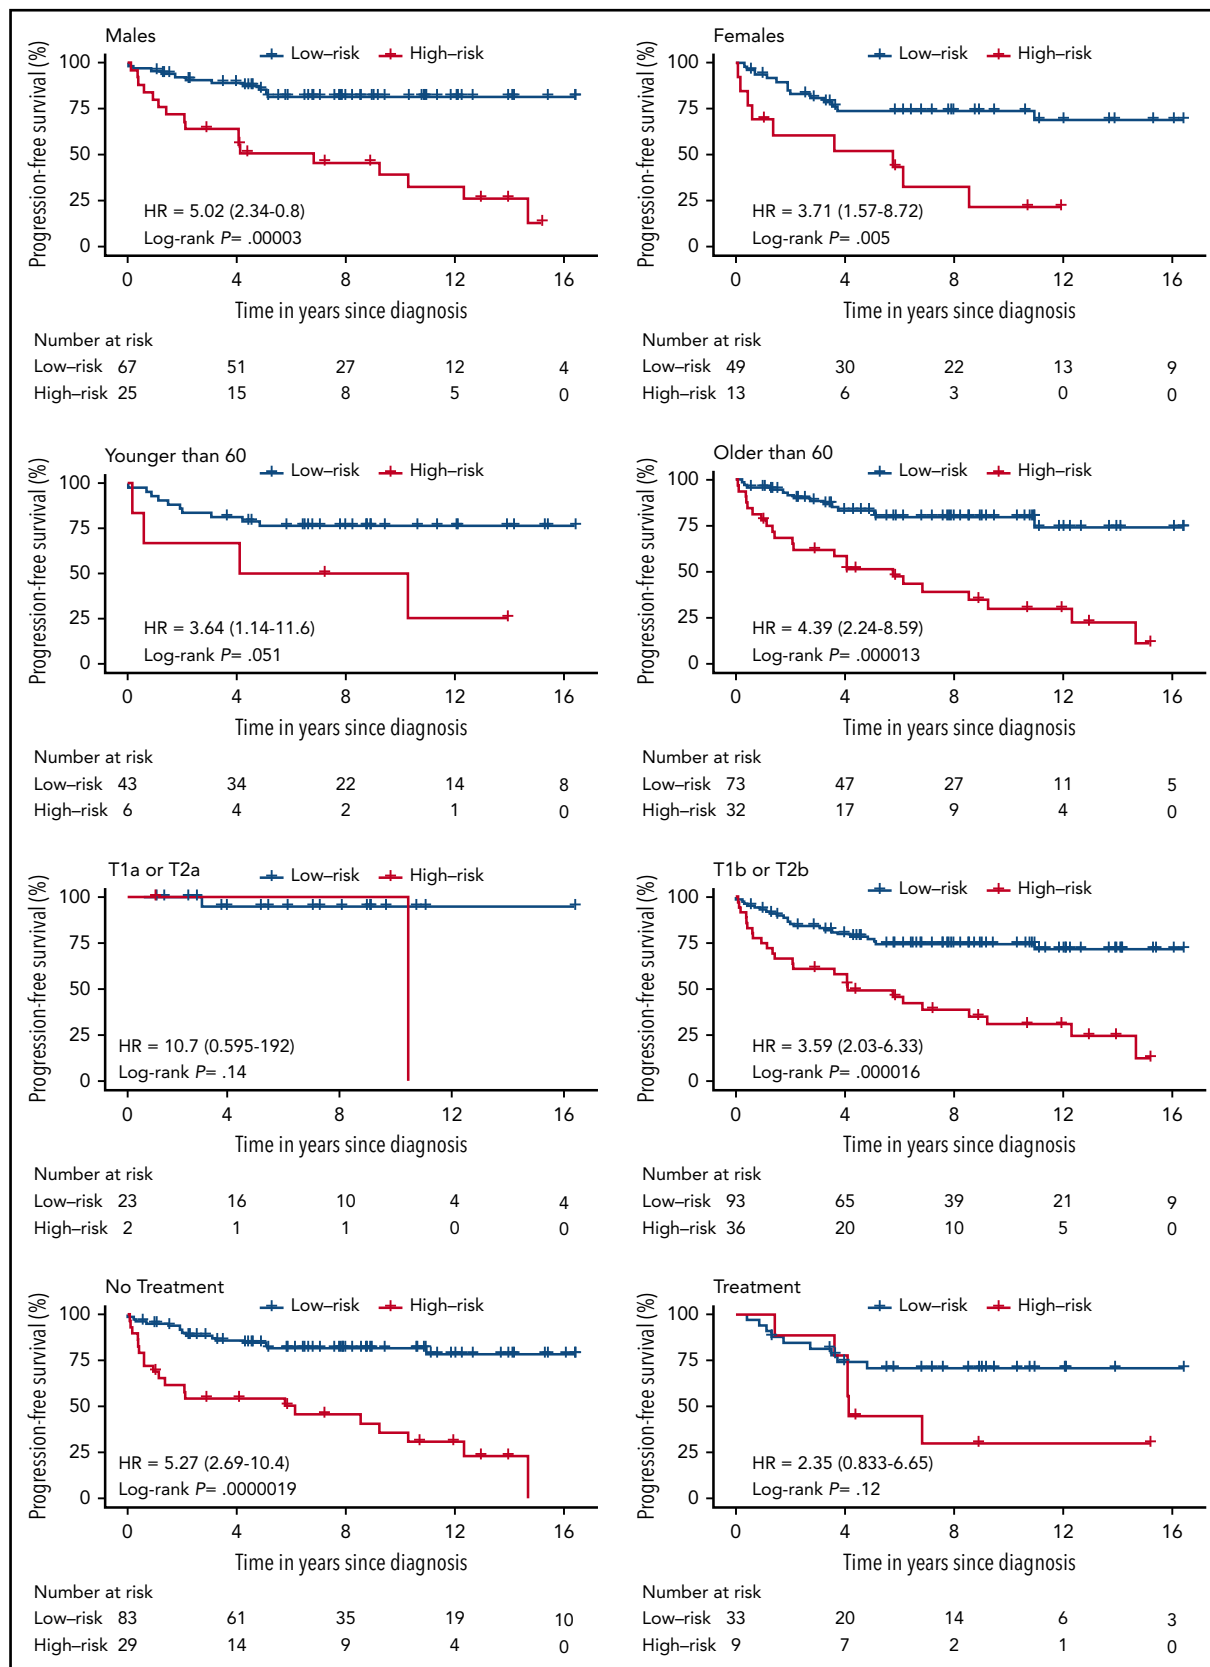 Males
Low–risk High–risk
Progression-free survival (%)
100
75
50
25
0
HR = 5.02 (2.34-0.8)
Log-rank P= .00003
0 4 8 12 16
Time in years since diagnosis
Number at risk
Low–risk 67 51 27 12 4
High–risk 25 15 8 5 0
Females
Low–risk High–risk
Progression-free survival (%)
100
75
50
25
0
HR = 3.71 (1.57-8.72)
Log-rank P= .005
0 4 8 12 16
Time in years since diagnosis
Number at risk
Low–risk 49 30 22 13 9
High–risk 13 6 3 0 0
Younger than 60
Low–risk High–risk
Progression-free survival (%)
100
75
50
25
0
HR = 3.64 (1.14-11.6)
Log-rank P= .051
0 4 8 12 16
Time in years since diagnosis
Number at risk
Low–risk 43 34 22 14 8
High–risk 6 4 2 1 0
Older than 60
Low–risk High–risk
Progression-free survival (%)
100
75
50
25
0
HR = 4.39 (2.24-8.59)
Log-rank P= .000013
0 4 8 12 16
Time in years since diagnosis
Number at risk
Low–risk 73 47 27 11 5
High–risk 32 17 9 4 0
T1a or T2a
Low–risk High–risk
Progression-free survival (%)
100
75
50
25
0
HR = 10.7 (0.595-192)
Log-rank P= .14
0 4 8 12 16
Time in years since diagnosis
Number at risk
Low–risk 23 16 10 4 4
High–risk 2 1 1 0 0
T1b or T2b
Low–risk High–risk
Progression-free survival (%)
100
75
50
25
0
HR = 3.59 (2.03-6.33)
Log-rank P= .000016
0 4 8 12 16
Time in years since diagnosis
Number at risk
Low–risk 93 65 39 21 9
High–risk 36 20 10 5 0
No Treatment
Low–risk High–risk
Progression-free survival (%)
100
75
50
25
0
HR = 5.27 (2.69-10.4)
Log-rank P= .0000019
0 4 8 12 16
Time in years since diagnosis
Number at risk
Low–risk 83 61 35 19 10
High–risk 29 14 9 4 0
Treatment
Low–risk High–risk
Progression-free survival (%)
100
75
50
25
0
HR = 2.35 (0.833-6.65)
Log-rank P= .12
0 4 8 12 16
Time in years since diagnosis
Number at risk
Low–risk 33 20 14 6 3
High–risk 9 7 2 1 0